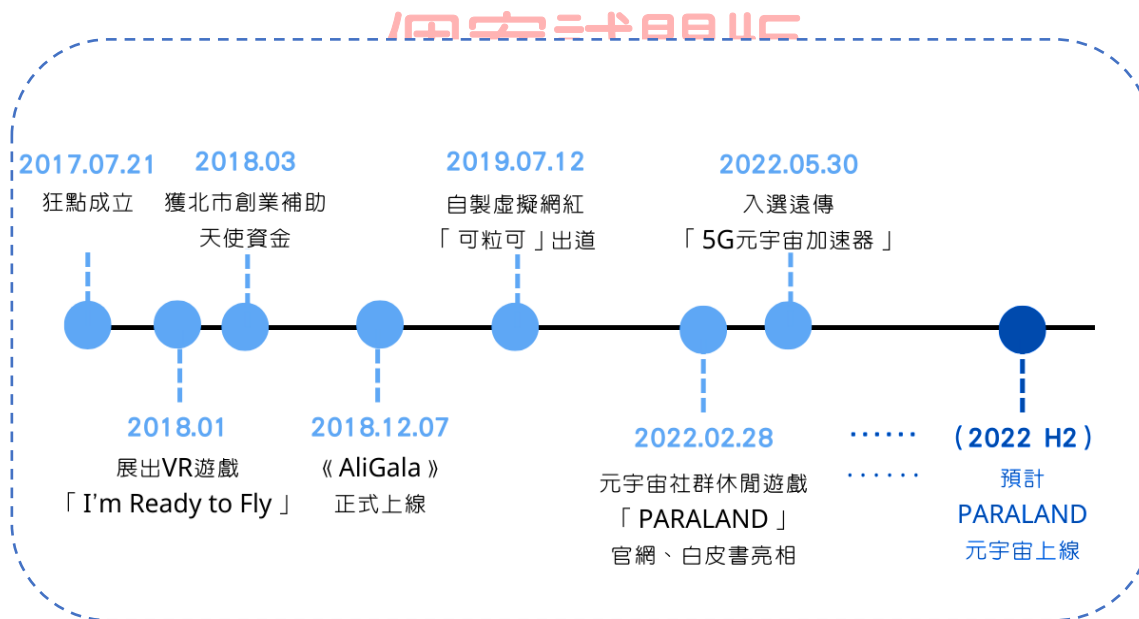 2017.07.21
狂點成立
2018.03
獲北市創業補助
天使資金
2019.07.12
自製虛擬網紅
「 可粒可 」出道
2022.05.30
入選遠傳
「 5G元宇宙加速器 」
2018.01
展出VR遊戲
「 I'm Ready to Fly 」
2018.12.07
《 AliGala 》
正式上線
2022.02.28
元宇宙社群休閒遊戲
「 PARALAND 」
官網、白皮書亮相
······
······
(2022 H2)
預計
PARALAND
元宇宙上線